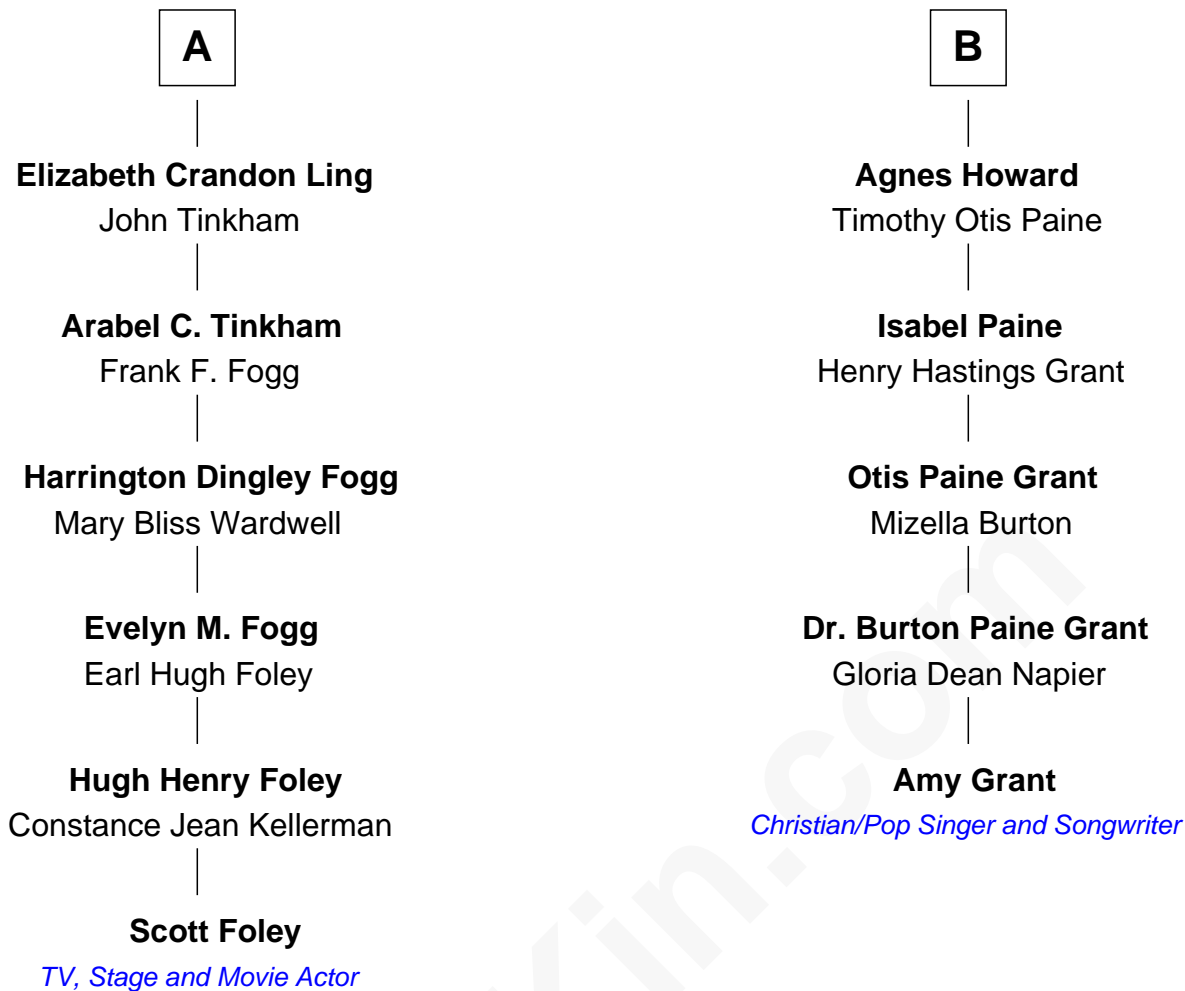 A
Elizabeth Crandon Ling
John Tinkham
Arabel C. Tinkham
Frank F. Fogg
Harrington Dingley Fogg
Mary Bliss Wardwell
Evelyn M. Fogg
Earl Hugh Foley
Hugh Henry Foley
Constance Jean Kellerman
Scott Foley
TV, Stage and Movie Actor
B
Agnes Howard
Timothy Otis Paine
Isabel Paine
Henry Hastings Grant
Otis Paine Grant
Mizella Burton
Dr. Burton Paine Grant
Gloria Dean Napier
Amy Grant
Christian/Pop Singer and Songwriter
Kin.com